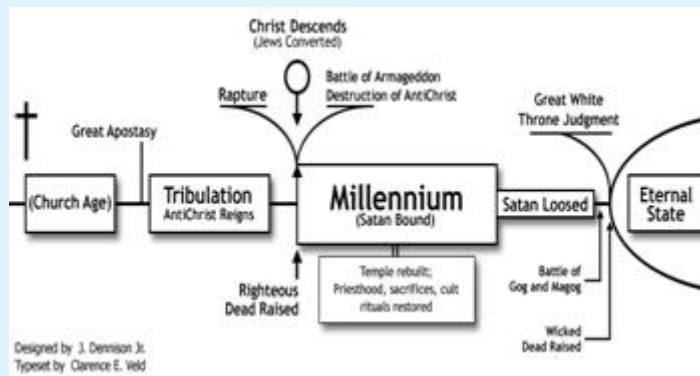 Christ Descends
(Jews Converted)
Rapture
Battle of Armageddon
Destruction of AntiChrist
Great White
Throne Judgment
Great Apostasy
(Church Age)
Tribulation
AntiChrist Reigns
Millennium
(Satan Bound)
Satan Loosed
Eternal
State
Righteous
Dead Raised
Temple rebuilt;
Priesthood, sacrifices, cult
rituals restored
Battle of
Gog and Magog
Wicked
Dead Raised
Designed by J. Dennison Jr.
Typeset by Clarence E. Veld